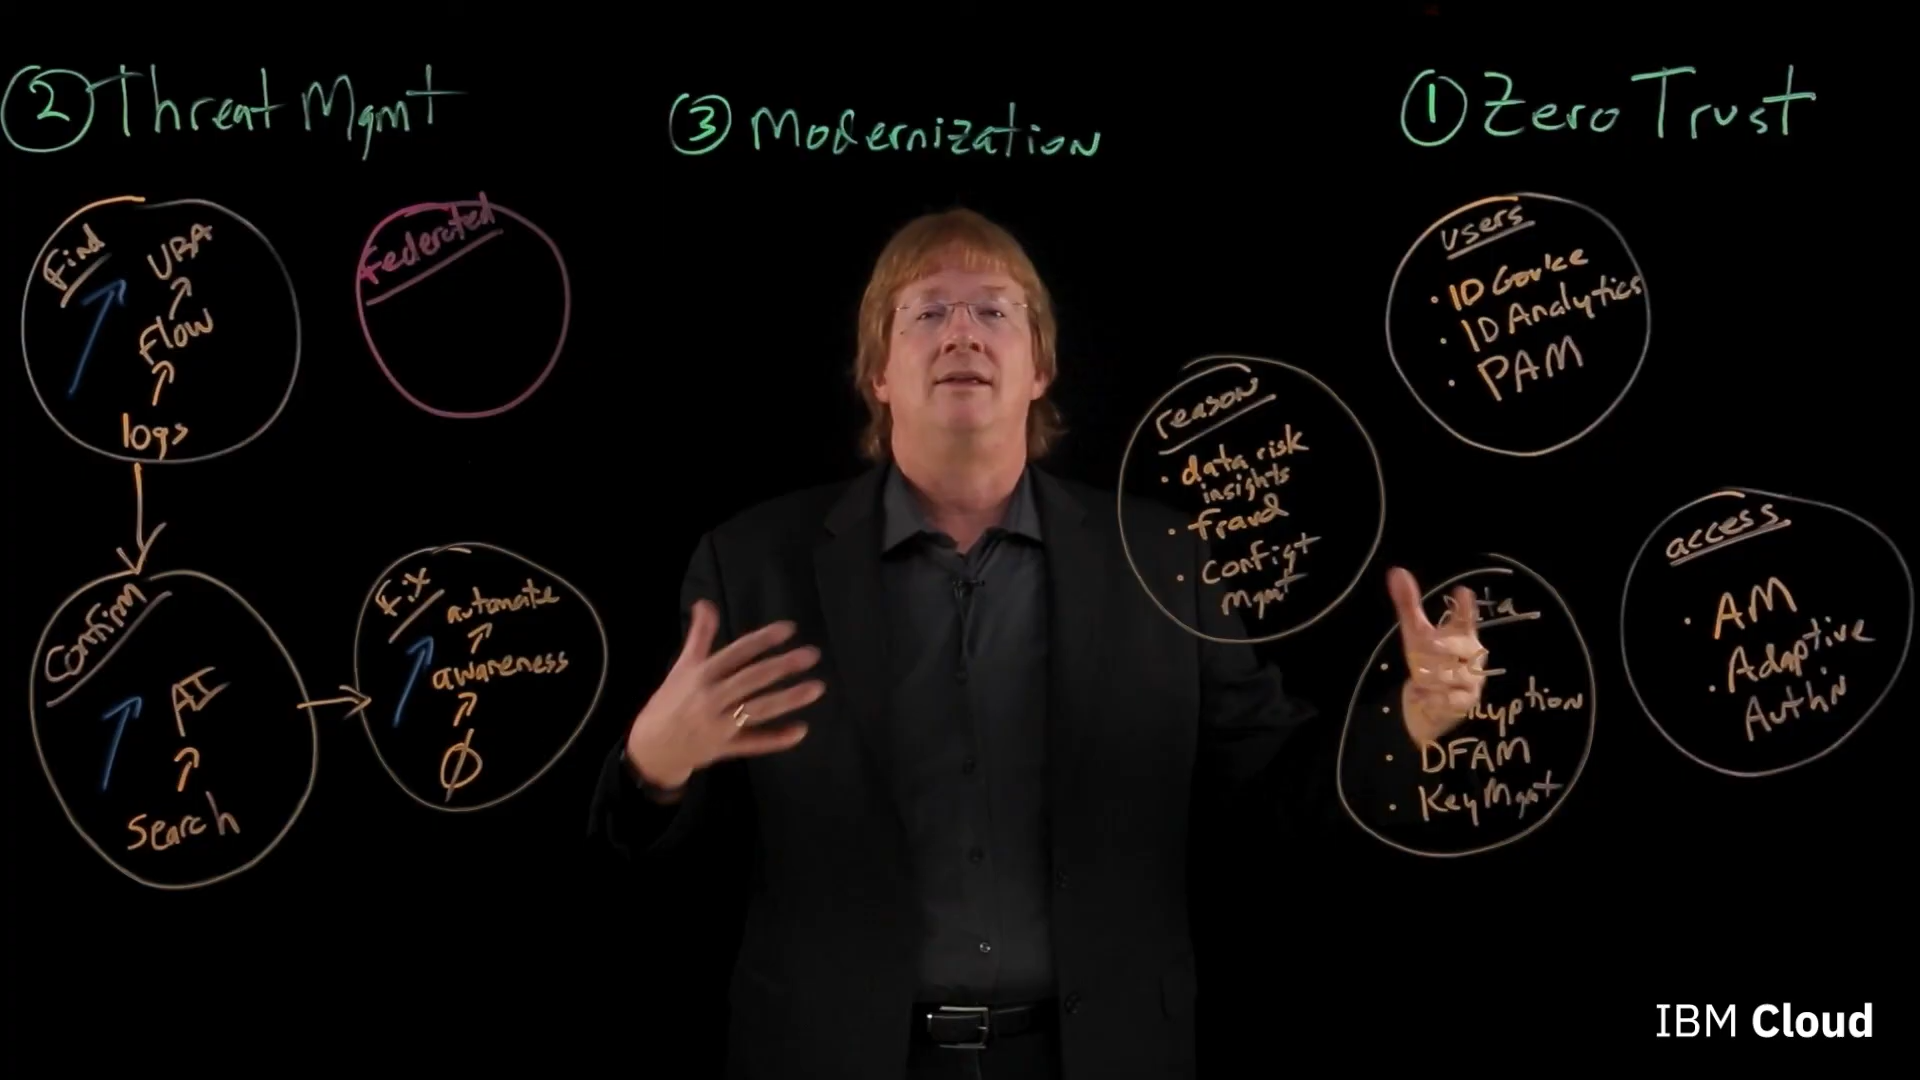 ② Threat Mgmt
③ Modernization
① Zero Trust
Find
UBA
Flow
logs
Federated
Confirm
AI
Search
Fix
automate
awareness
Ø
reason
• data risk
insights
• fraud
• Config
Mgmt
users
• ID Gov'ce
• ID Analytics
• PAM
• DFAM
• Key Mgmt
access
• AM
• Adaptive
Auth'n
IBM Cloud